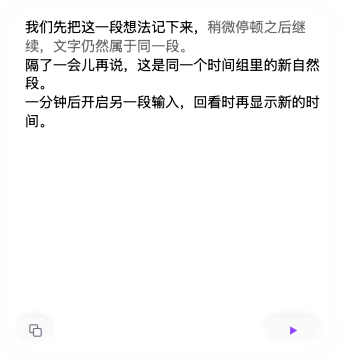 我们先把这一段想法记下来，稍微停顿之后继
续，文字仍然属于同一段。
隔了一会儿再说，这是同一个时间组里的新自然
段。
一分钟后开启另一段输入，回看时再显示新的时
间。